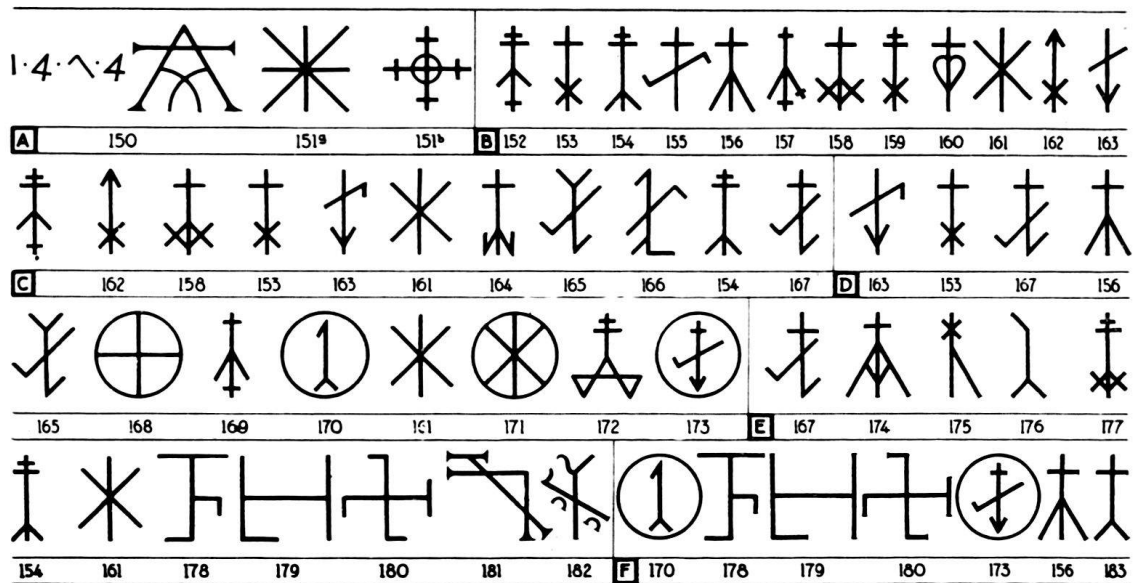 1·4·7·4
A 150 151a 151b B 152 153 154 155 156 157 158 159 160 161 162 163
C 162 158 153 163 161 164 165 166 154 167 D 163 153 167 156
165 168 169 170 161 171 172 173 E 167 174 175 176 177
154 161 178 179 180 181 182 F 170 178 179 180 173 156 183